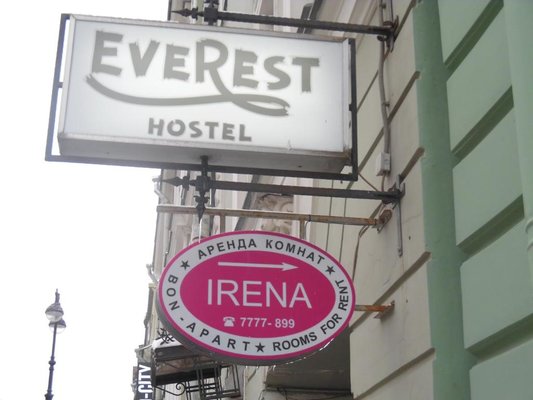 EVEREST
HOSTEL
★ АРЕНДА КОМНАТ ★
IRENA
☎ 7777-899
BON-APART ★ ROOMS FOR RENT
-CITY